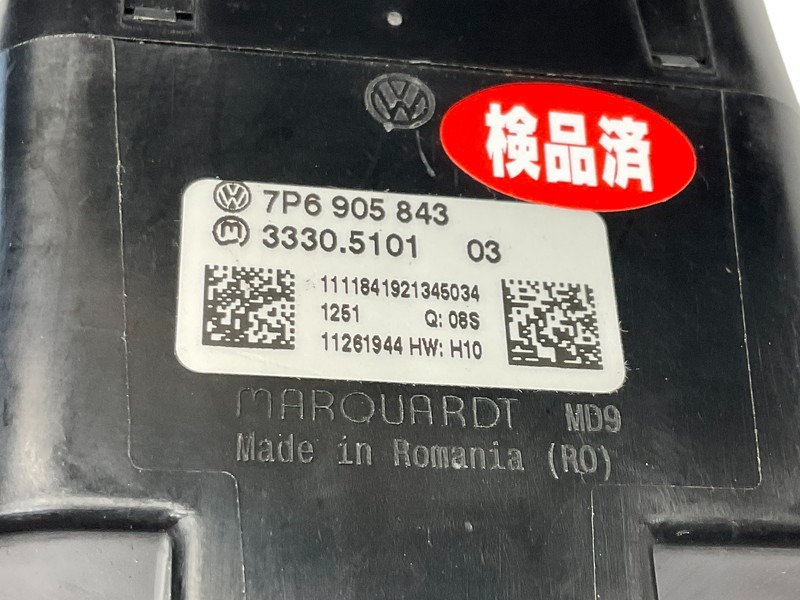 検品済
7P6 905 843
3330.5101 03
1111841921345034
1251 Q: 06S
11261944 HW: H10
MARQUARDT MD9
Made in Romania (RO)